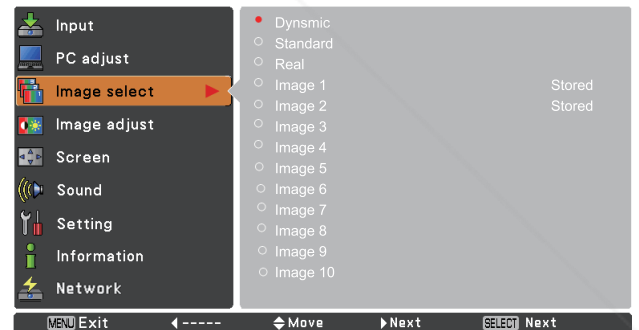 Input
PC adjust
Image select
Image adjust
Screen
Sound
Setting
Information
Network
Dynsmic
Standard
Real
Image 1 Stored
Image 2 Stored
Image 3
Image 4
Image 5
Image 6
Image 7
Image 8
Image 9
Image 10
MENU Exit ----- Move Next SELECT Next